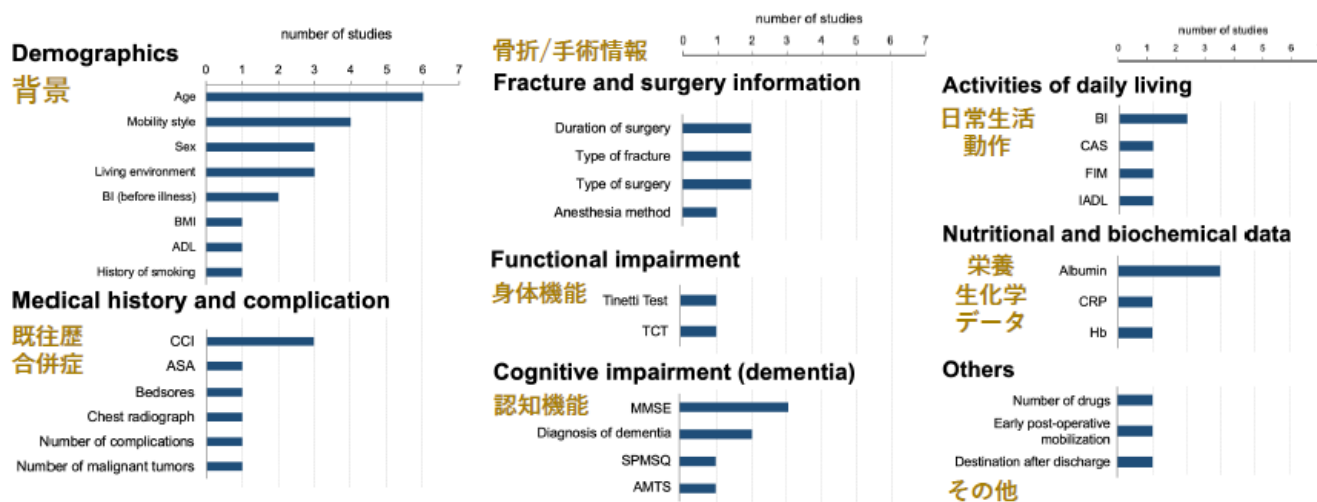 number of studies
Demographics
背景
0 1 2 3 4 5 6 7
Age
Mobility style
Sex
Living environment
BI (before illness)
BMI
ADL
History of smoking
Medical history and complication
既往歴
合併症
CCI
ASA
Bedsores
Chest radiograph
Number of complications
Number of malignant tumors
number of studies
骨折/手術情報
0 1 2 3 4 5 6 7
Fracture and surgery information
Duration of surgery
Type of fracture
Type of surgery
Anesthesia method
Functional impairment
身体機能
Tinetti Test
TCT
Cognitive impairment (dementia)
認知機能
MMSE
Diagnosis of dementia
SPMSQ
AMTS
number of studies
0 1 2 3 4 5 6
Activities of daily living
日常生活
動作
BI
CAS
FIM
IADL
Nutritional and biochemical data
栄養
生化学
データ
Albumin
CRP
Hb
Others
Number of drugs
Early post-operative
mobilization
Destination after discharge
その他